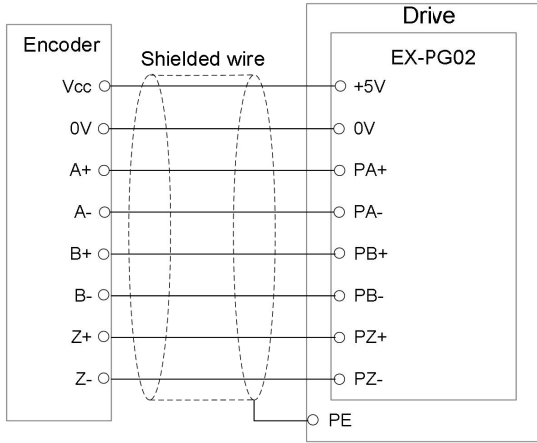 Drive
Encoder
Shielded wire
EX-PG02
Vcc
+5V
0V
0V
A+
PA+
A-
PA-
B+
PB+
B-
PB-
Z+
PZ+
Z-
PZ-
PE